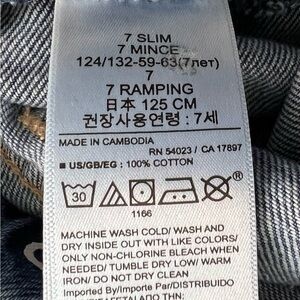 7 SLIM
7 MINCE
124/132-59-63(7лет)
7
7 RAMPING
日本 125 CM
권장사용연령 : 7세
MADE IN CAMBODIA
RN 54023 / CA 17897
■ US/GB/EG : 100% COTTON
30
1166
MACHINE WASH COLD/ WASH AND
DRY INSIDE OUT WITH LIKE COLORS/
ONLY NON-CHLORINE BLEACH WHEN
NEEDED/ TUMBLE DRY LOW/ WARM
IRON/ DO NOT DRY CLEAN
Imported By/Importe Par/DISTRIBUIDO